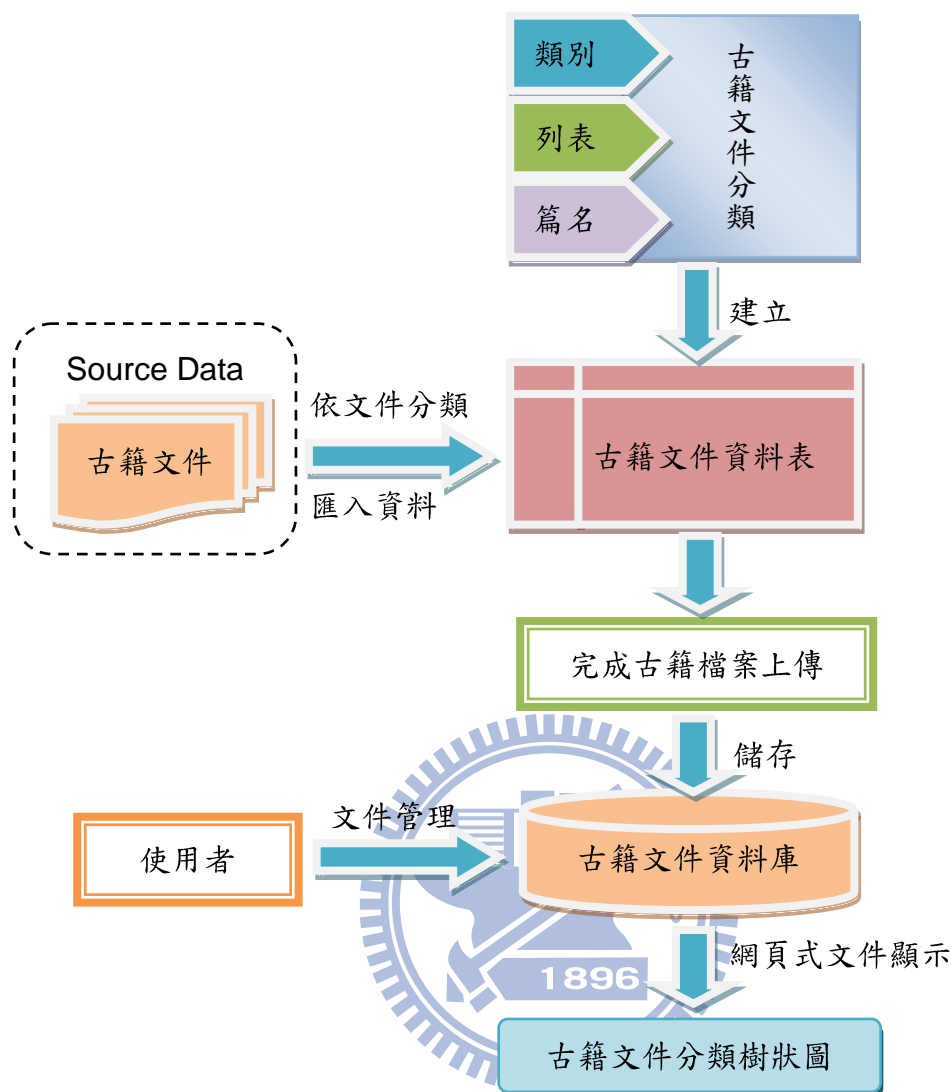 類別
列表
篇名
古籍文件分類
建立
Source Data
古籍文件
依文件分類
匯入資料
古籍文件資料表
完成古籍檔案上傳
儲存
使用者
文件管理
古籍文件資料庫
網頁式文件顯示
1896
古籍文件分類樹狀圖